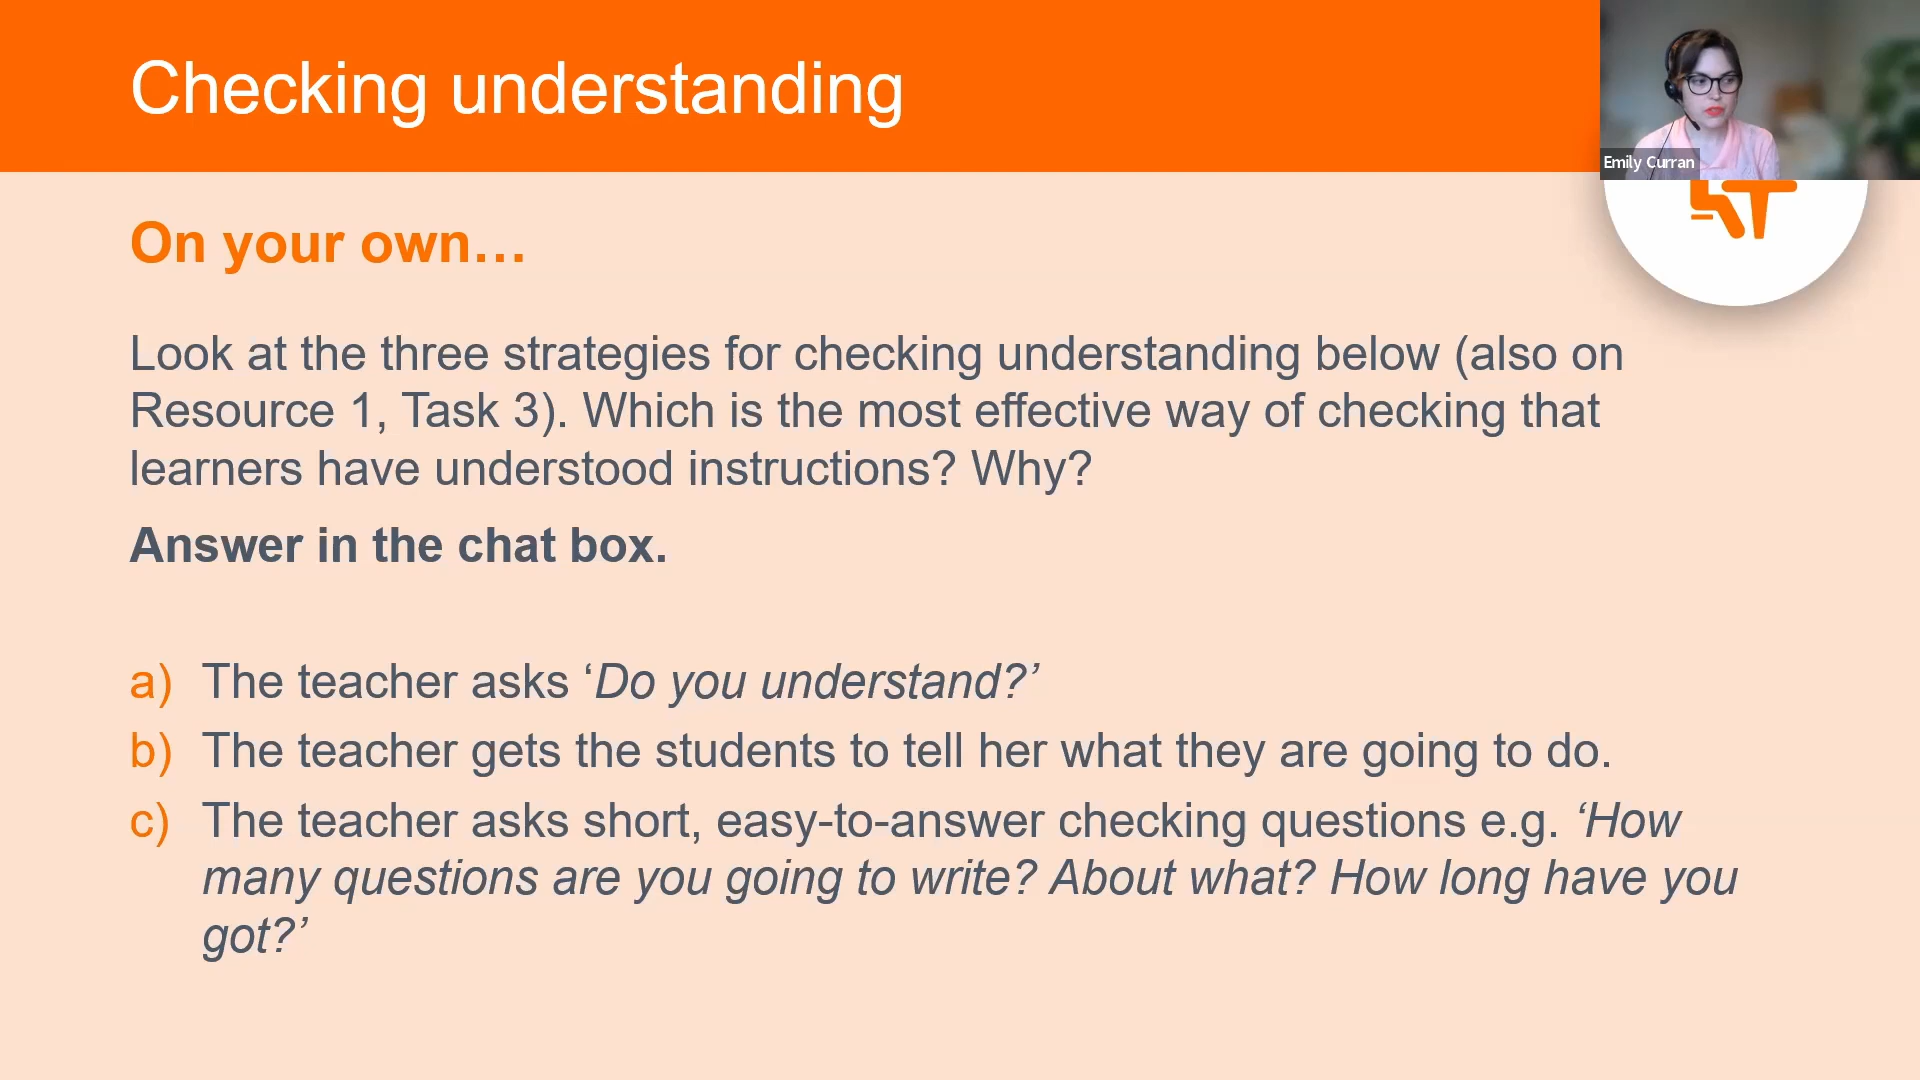 Checking understanding
Emily Curran
On your own…
Look at the three strategies for checking understanding below (also on
Resource 1, Task 3). Which is the most effective way of checking that
learners have understood instructions? Why?
Answer in the chat box.
a) The teacher asks ‘Do you understand?’
b) The teacher gets the students to tell her what they are going to do.
c) The teacher asks short, easy-to-answer checking questions e.g. ‘How
many questions are you going to write? About what? How long have you
got?’